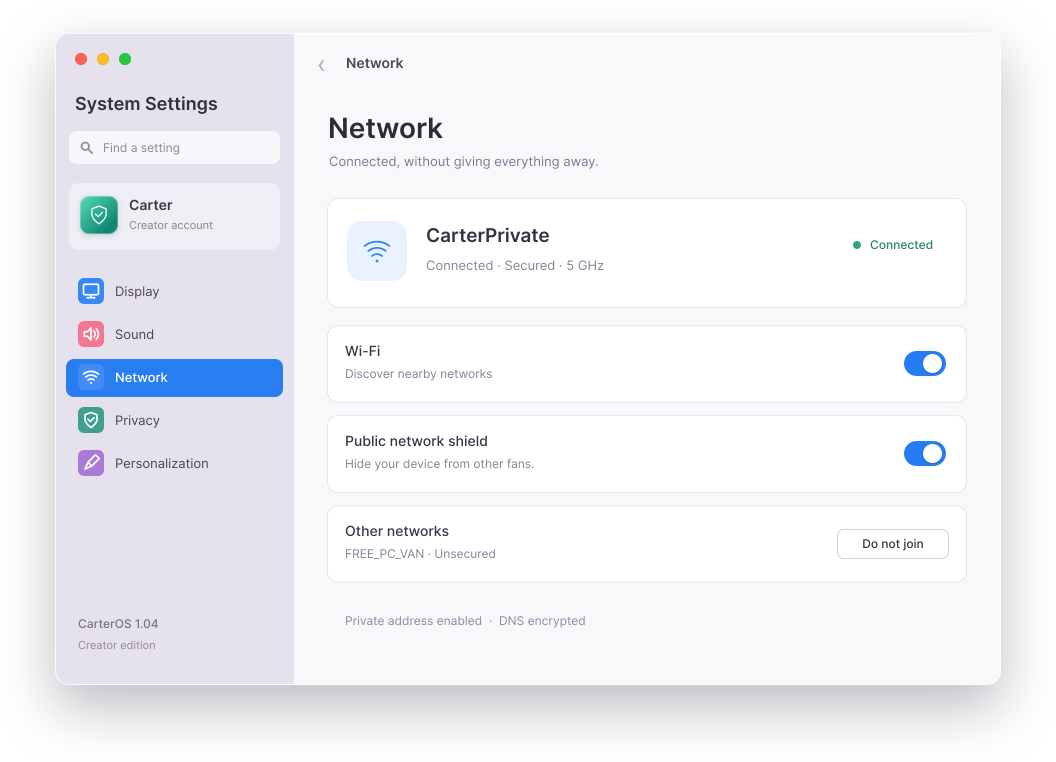 System Settings
Find a setting
Carter
Creator account
Display
Sound
Network
Privacy
Personalization
CarterOS 1.04
Creator edition
Network
Network
Connected, without giving everything away.
CarterPrivate
Connected · Secured · 5 GHz
Connected
Wi-Fi
Discover nearby networks
Public network shield
Hide your device from other fans.
Other networks
FREE_PC_VAN · Unsecured
Do not join
Private address enabled · DNS encrypted